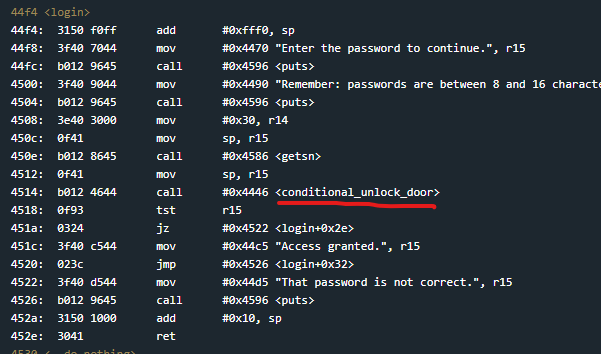 44f4 <login>
44f4: 3150 f0ff add #0xfff0, sp
44f8: 3f40 7044 mov #0x4470 "Enter the password to continue.", r15
44fc: b012 9645 call #0x4596 <puts>
4500: 3f40 9044 mov #0x4490 "Remember: passwords are between 8 and 16 characte
4504: b012 9645 call #0x4596 <puts>
4508: 3e40 3000 mov #0x30, r14
450c: 0f41 mov sp, r15
450e: b012 8645 call #0x4586 <getsn>
4512: 0f41 mov sp, r15
4514: b012 4644 call #0x4446 <conditional_unlock_door>
4518: 0f93 tst r15
451a: 0324 jz #0x4522 <login+0x2e>
451c: 3f40 c544 mov #0x44c5 "Access granted.", r15
4520: 023c jmp #0x4526 <login+0x32>
4522: 3f40 d544 mov #0x44d5 "That password is not correct.", r15
4526: b012 9645 call #0x4596 <puts>
452a: 3150 1000 add #0x10, sp
452e: 3041 ret
4530 <__do_nothing>